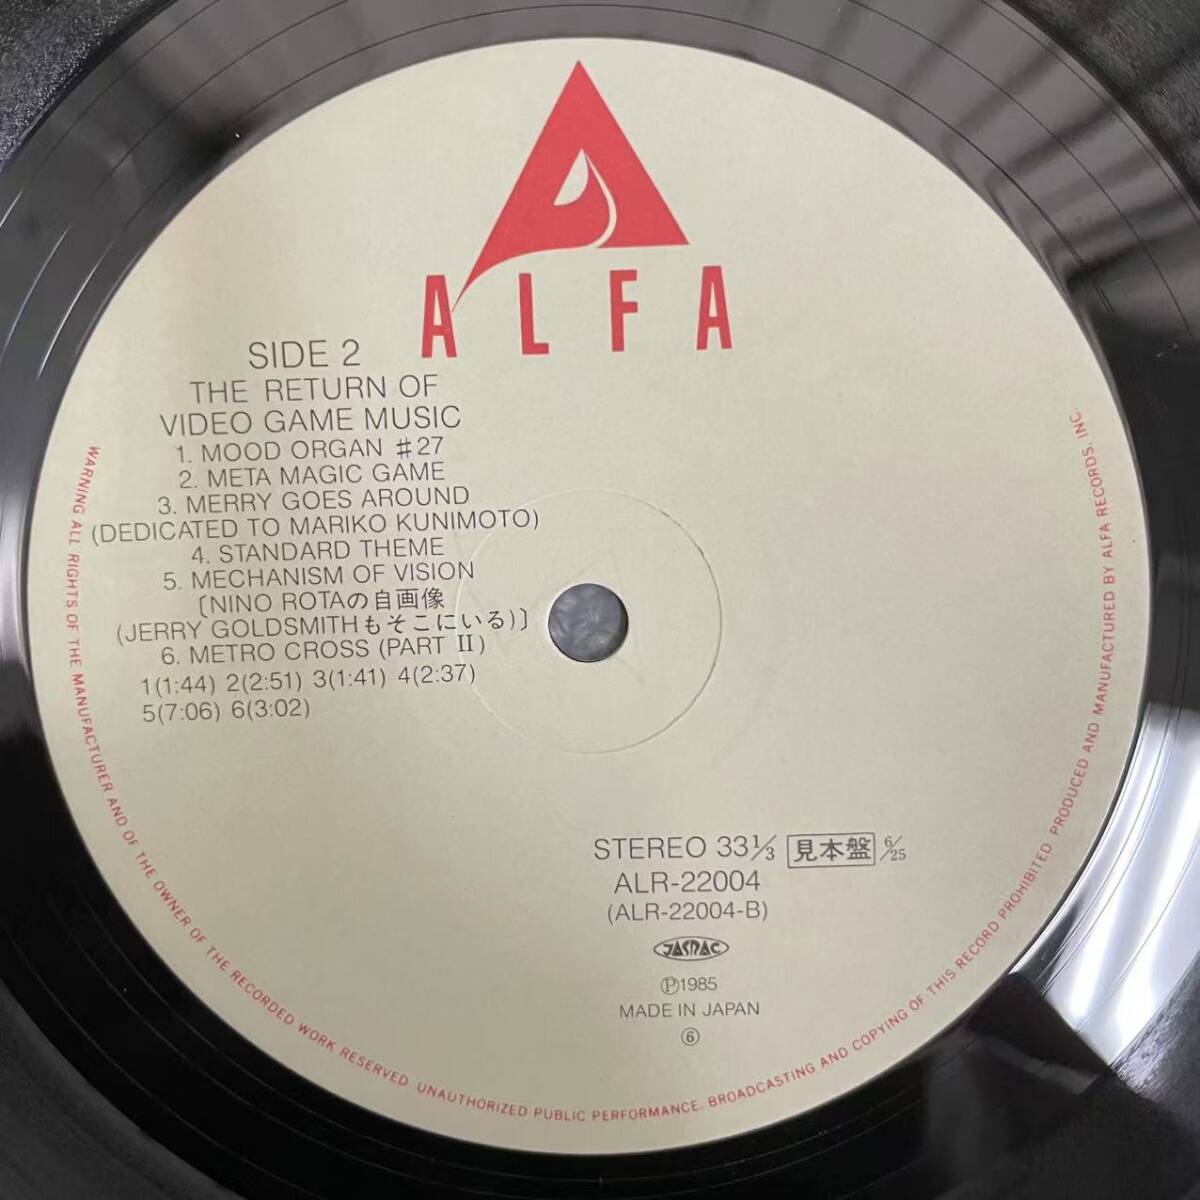 ALFA
SIDE 2
THE RETURN OF
VIDEO GAME MUSIC
1. MOOD ORGAN #27
2. META MAGIC GAME
3. MERRY GOES AROUND
(DEDICATED TO MARIKO KUNIMOTO)
4. STANDARD THEME
5. MECHANISM OF VISION
〔NINO ROTAの自画像
(JERRY GOLDSMITHもそこにいる)〕
6. METRO CROSS (PART II)
1(1:44) 2(2:51) 3(1:41) 4(2:37)
5(7:06) 6(3:02)
STEREO 33 1/3 見本盤 6/25
ALR-22004
(ALR-22004-B)
JASRAC
Ⓟ1985
MADE IN JAPAN
⑥
WARNING ALL RIGHTS OF THE MANUFACTURER AND OF THE OWNER OF THE RECORDED WORK RESERVED. UNAUTHORIZED PUBLIC PERFORMANCE, BROADCASTING AND COPYING OF THIS RECORD PROHIBITED. PRODUCED AND MANUFACTURED BY ALFA RECORDS, INC.